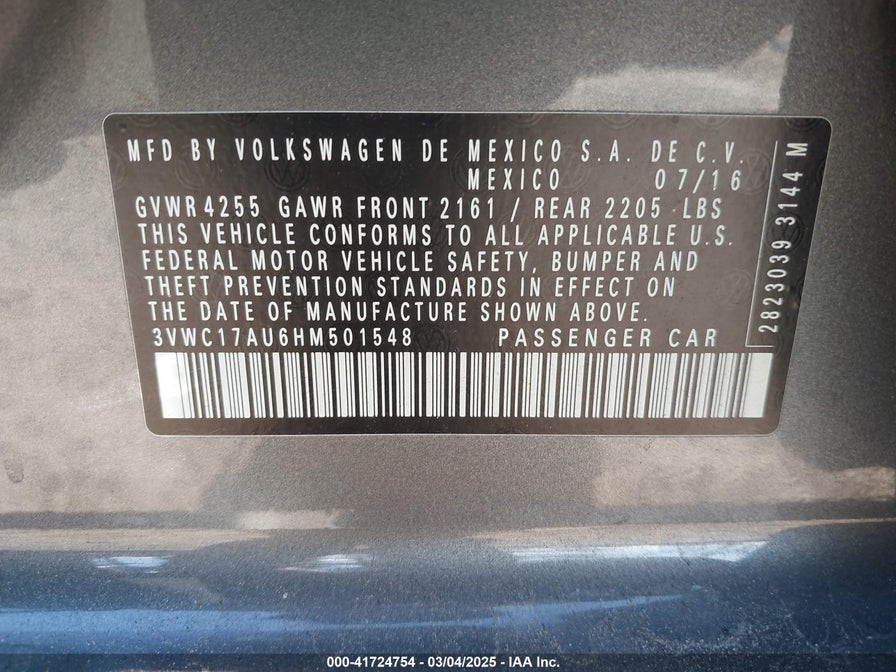 MFD BY VOLKSWAGEN DE MEXICO S.A. DE C.V.
MEXICO 07/16
GVWR 4255 GAWR FRONT 2161 / REAR 2205 LBS
THIS VEHICLE CONFORMS TO ALL APPLICABLE U.S.
FEDERAL MOTOR VEHICLE SAFETY, BUMPER AND
THEFT PREVENTION STANDARDS IN EFFECT ON
THE DATE OF MANUFACTURE SHOWN ABOVE.
3VWC17AU6HM501548 PASSENGER CAR
2823039 3144 M
000-41724754 - 03/04/2025 - IAA Inc.